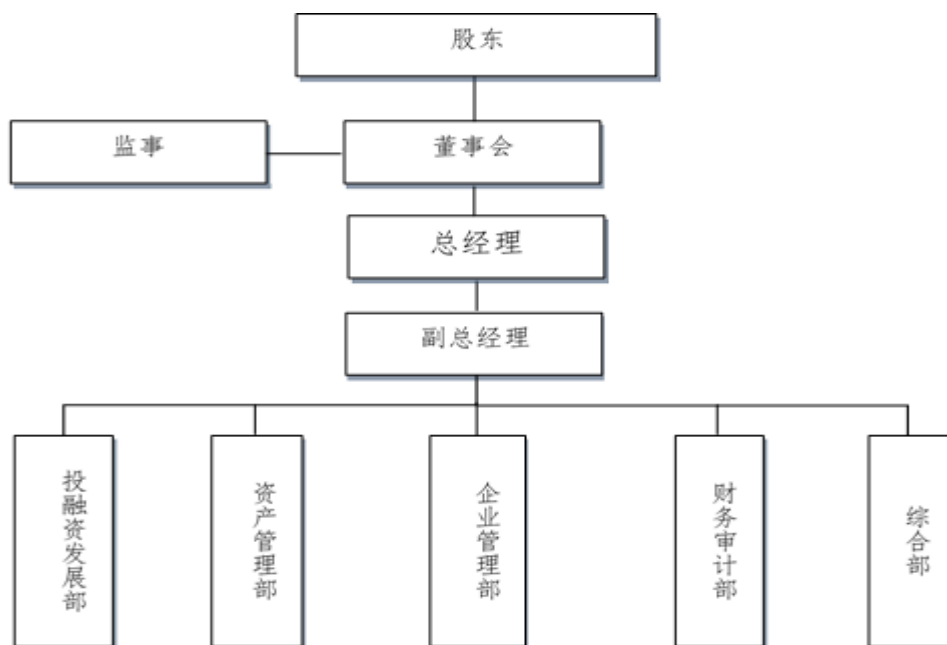 股东
监事
董事会
总经理
副总经理
投融资发展部
资产管理部
企业管理部
财务审计部
综合部